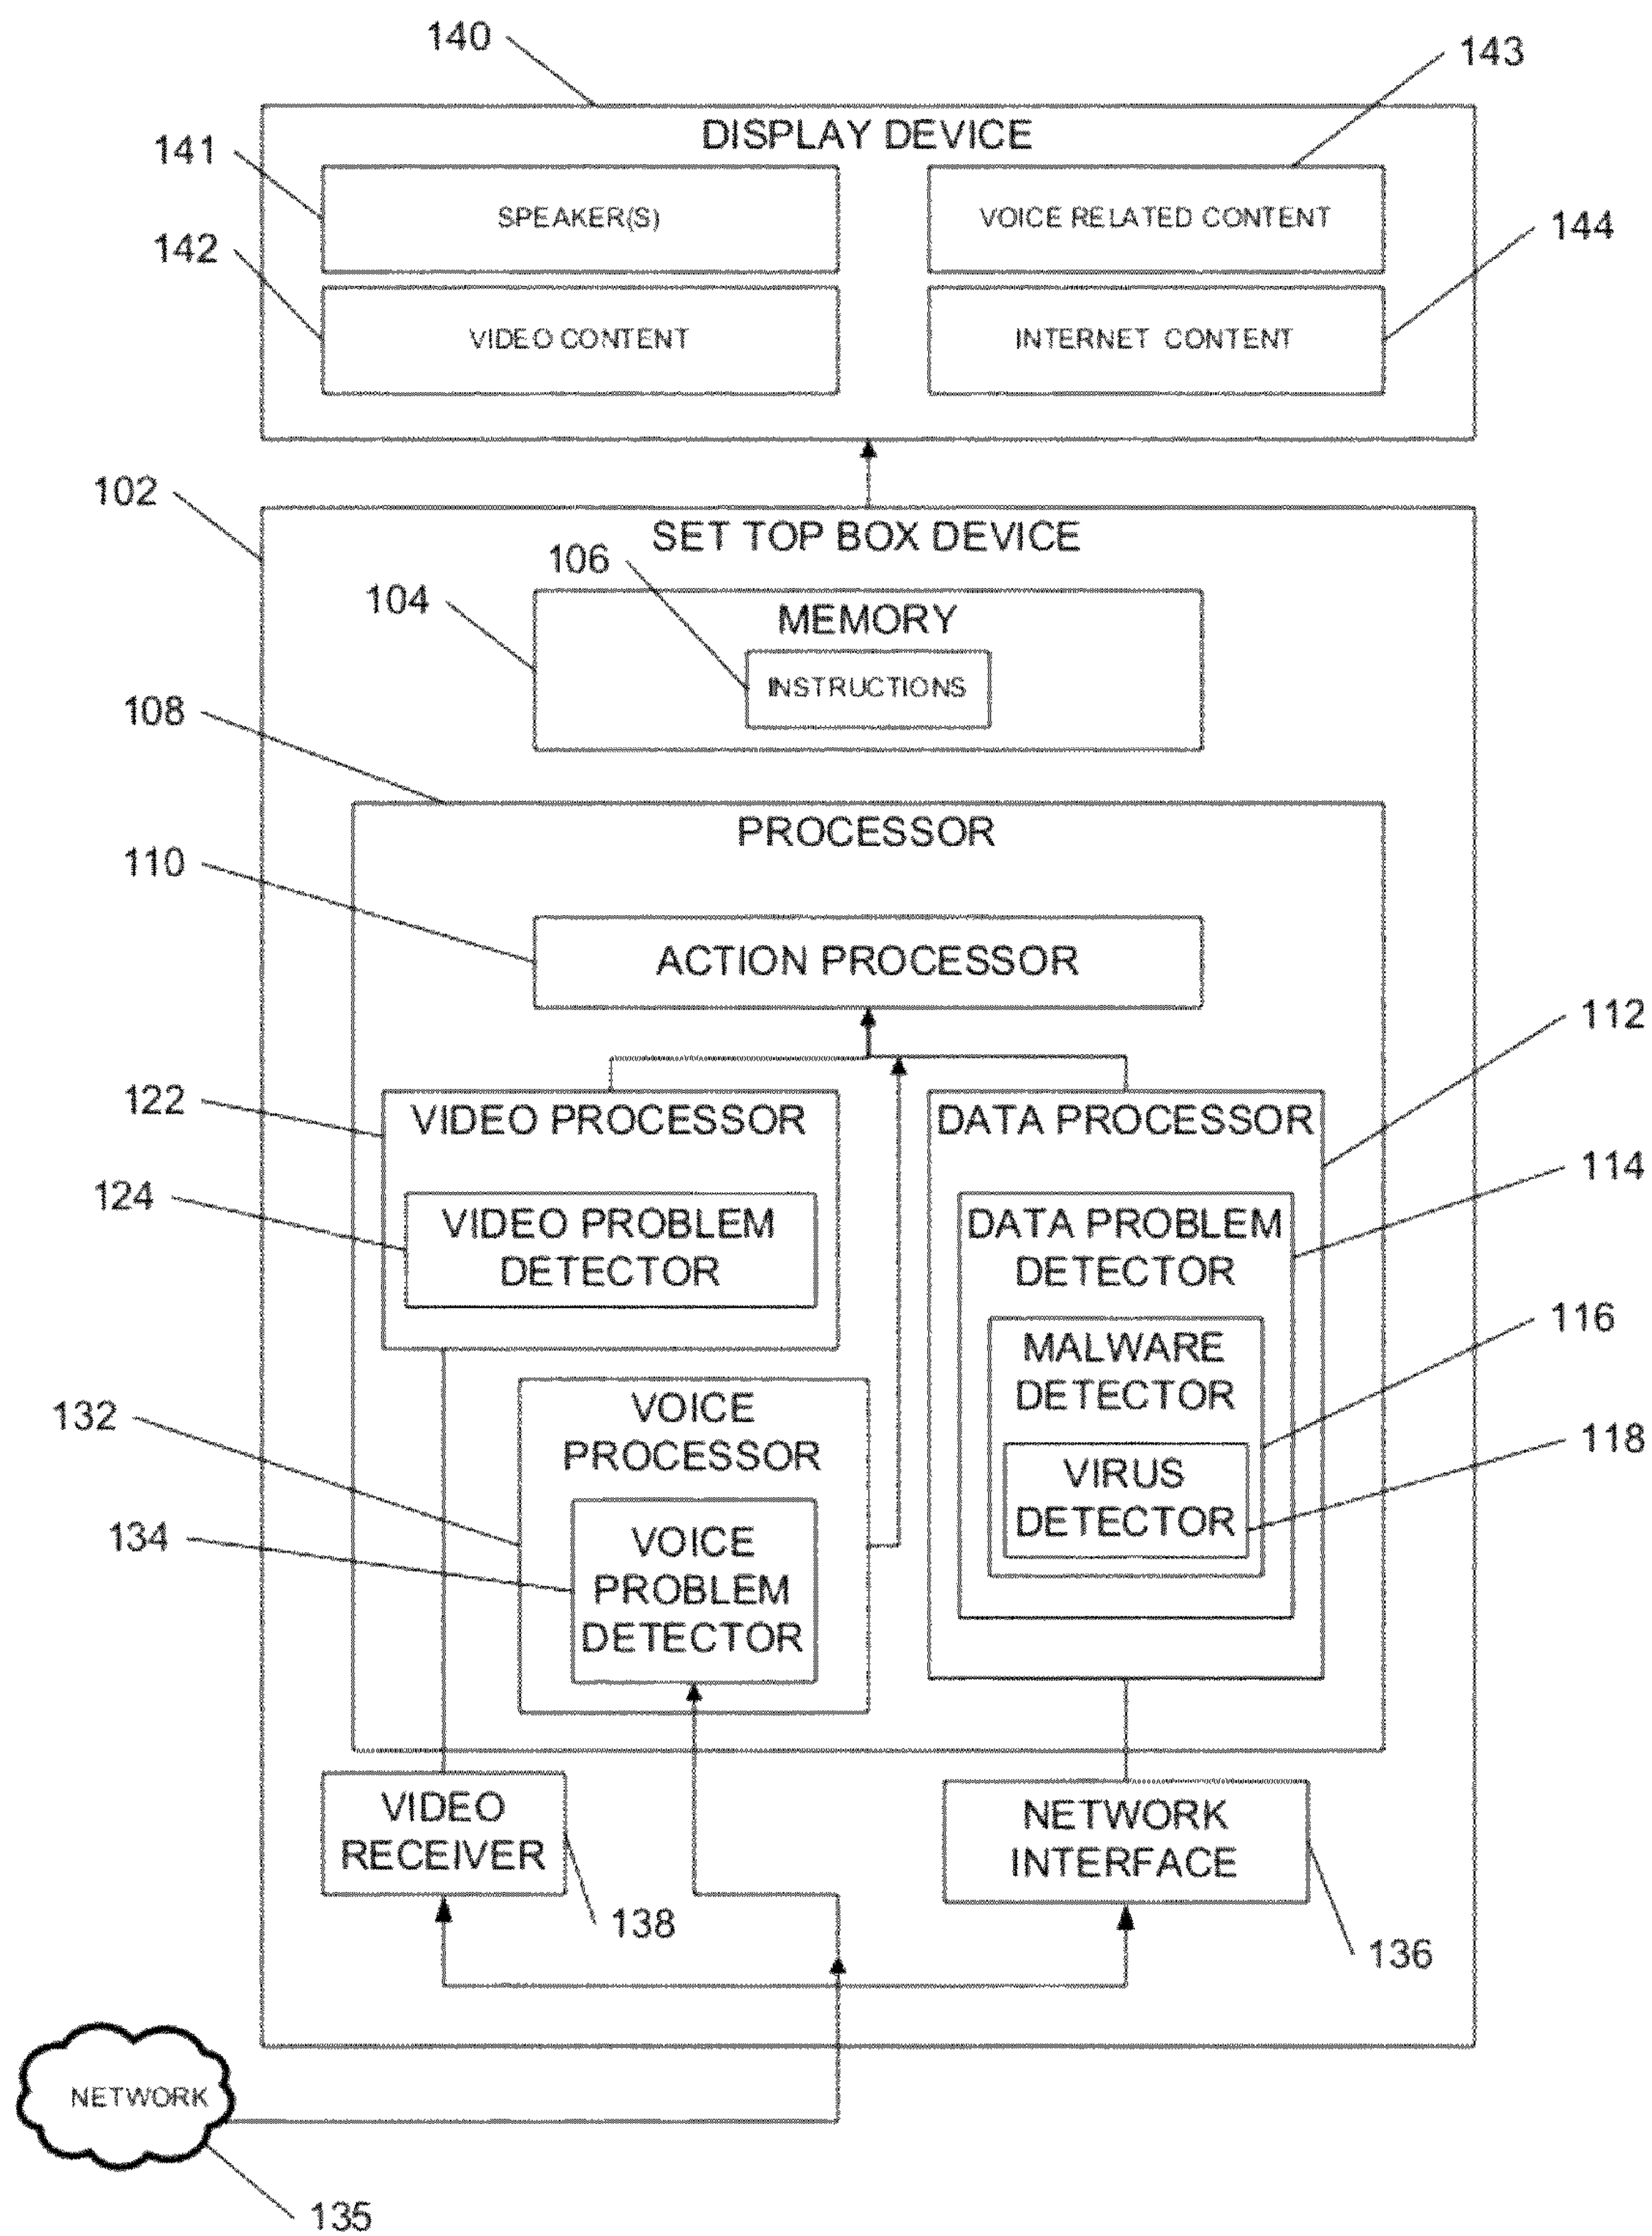 140
143
DISPLAY DEVICE
141
SPEAKER(S)
VOICE RELATED CONTENT
144
142
VIDEO CONTENT
INTERNET CONTENT
102
SET TOP BOX DEVICE
106
104
MEMORY
INSTRUCTIONS
108
PROCESSOR
110
ACTION PROCESSOR
112
122
VIDEO PROCESSOR
DATA PROCESSOR
114
124
VIDEO PROBLEM
DETECTOR
DATA PROBLEM
DETECTOR
116
MALWARE
DETECTOR
132
VOICE
PROCESSOR
118
VIRUS
DETECTOR
134
VOICE
PROBLEM
DETECTOR
VIDEO
RECEIVER
NETWORK
INTERFACE
138
136
NETWORK
135